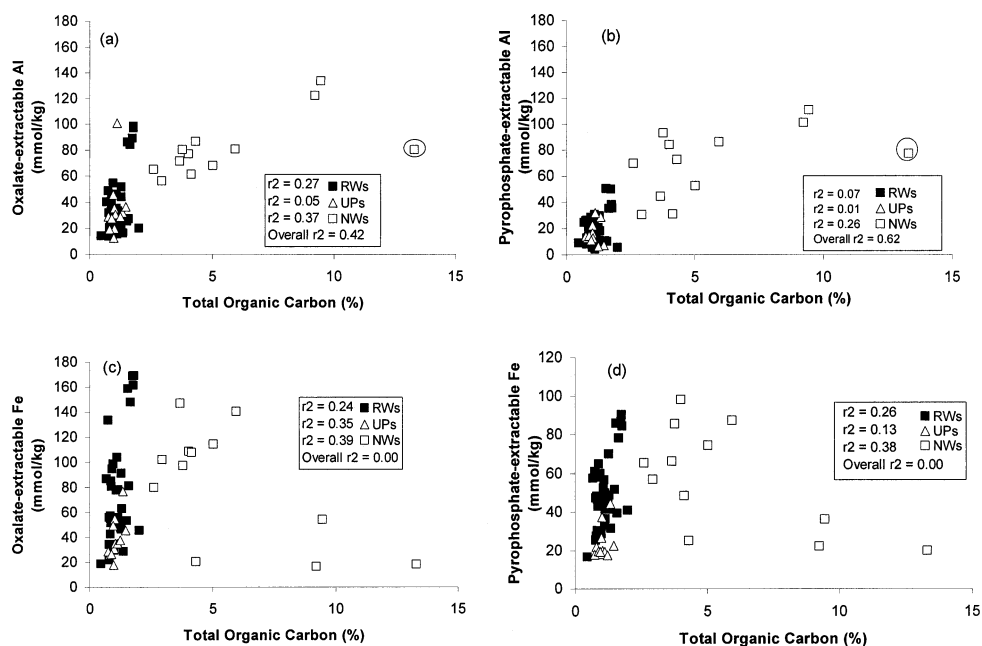 (a)
Oxalate-extractable Al
(mmol/kg)
180
160
140
120
100
80
60
40
20
0
r2 = 0.27 RWs
r2 = 0.05 UPs
r2 = 0.37 NWs
Overall r2 = 0.42
0 5 10 15
Total Organic Carbon (%)
(b)
Pyrophosphate-extractable Al
(mmol/kg)
180
160
140
120
100
80
60
40
20
0
r2 = 0.07 RWs
r2 = 0.01 UPs
r2 = 0.26 NWs
Overall r2 = 0.62
0 5 10 15
Total Organic Carbon (%)
(c)
Oxalate-extractable Fe
(mmol/kg)
180
160
140
120
100
80
60
40
20
0
r2 = 0.24 RWs
r2 = 0.35 UPs
r2 = 0.39 NWs
Overall r2 = 0.00
0 5 10 15
Total Organic Carbon (%)
(d)
Pyrophosphate-extractable Fe
(mmol/kg)
120
100
80
60
40
20
0
r2 = 0.26 RWs
r2 = 0.13 UPs
r2 = 0.38 NWs
Overall r2 = 0.00
0 5 10 15
Total Organic Carbon (%)